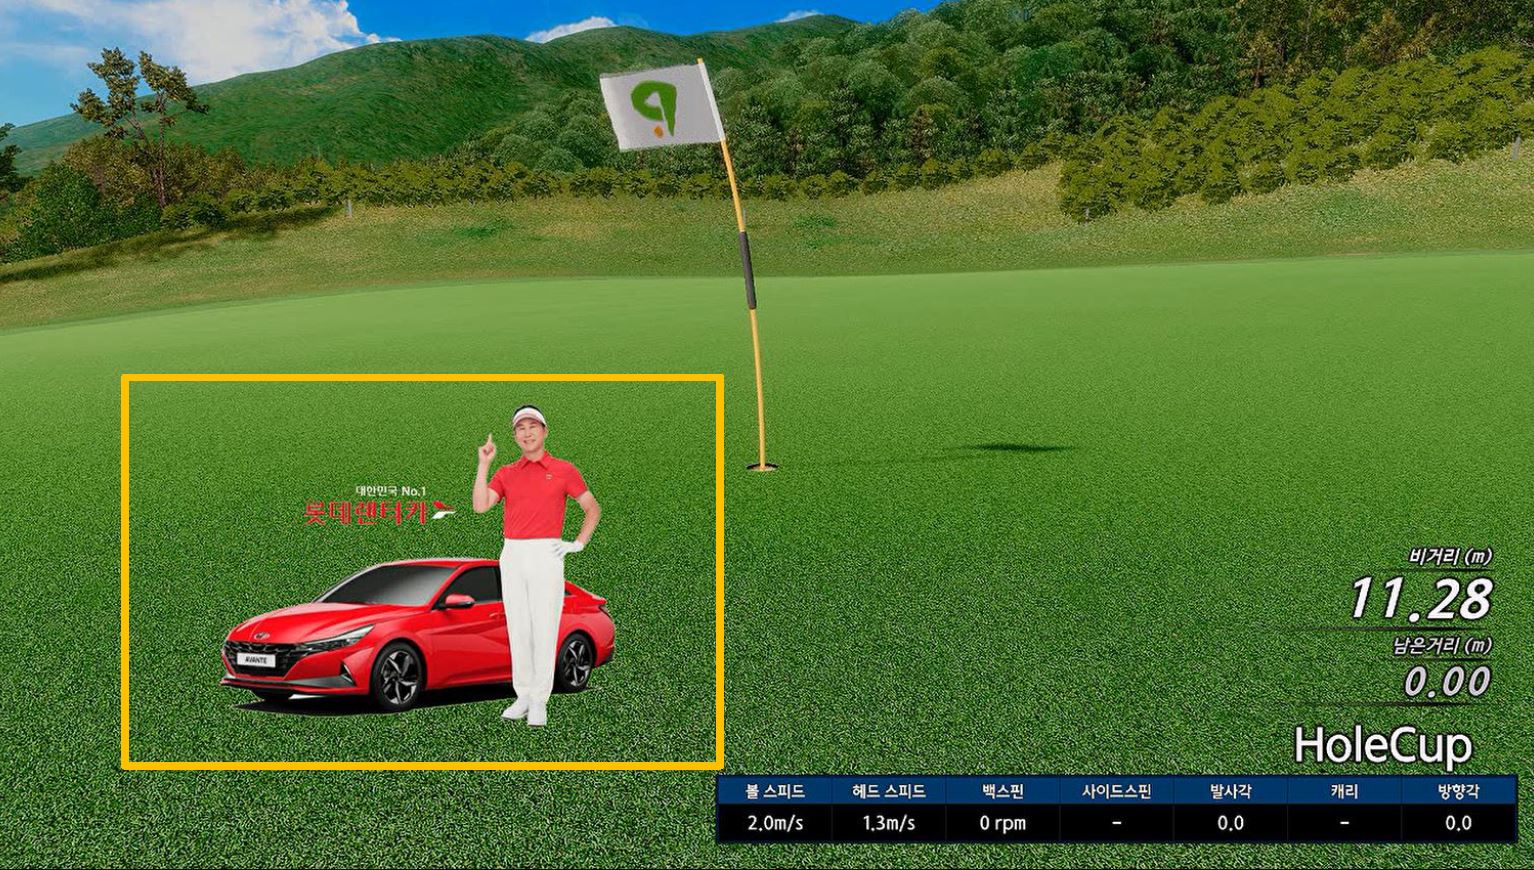 대한민국 No.1
롯데렌터카
AVANTE
비거리 (m)
11.28
남은거리 (m)
0.00
HoleCup
볼 스피드 헤드 스피드 백스핀 사이드스핀 발사각 캐리 방향각
2.0m/s 1.3m/s 0 rpm - 0.0 - 0.0